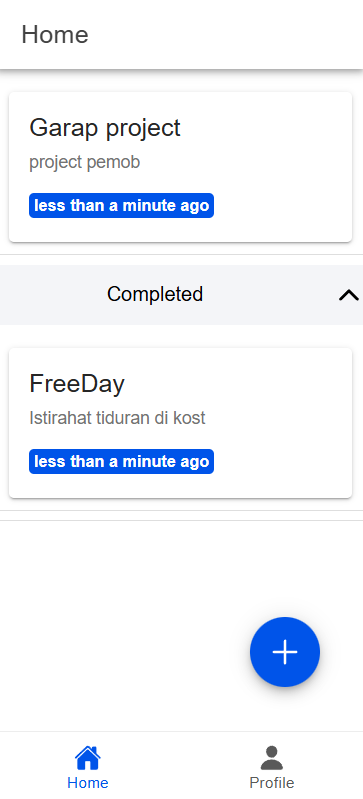 Home
Garap project
project pemob
less than a minute ago
Completed
FreeDay
Istirahat tiduran di kost
less than a minute ago
Home
Profile